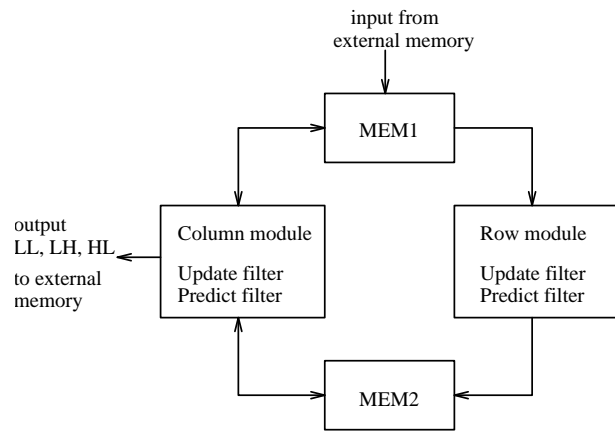 input from
external memory
MEM1
output
LL, LH, HL
to external
memory
Column module
Update filter
Predict filter
Row module
Update filter
Predict filter
MEM2